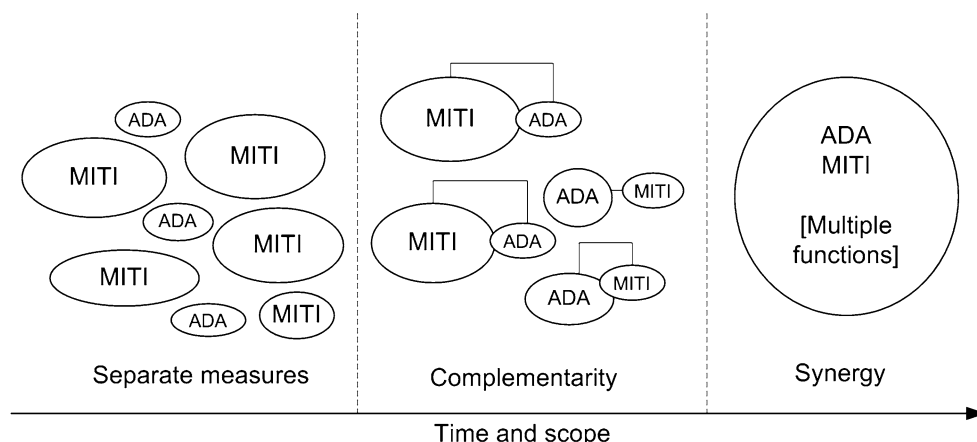 ADA
MITI
MITI
ADA
MITI
MITI
ADA
MITI
Separate measures
MITI
ADA
ADA
MITI
MITI
ADA
MITI
ADA
Complementarity
ADA
MITI
[Multiple
functions]
Synergy
Time and scope